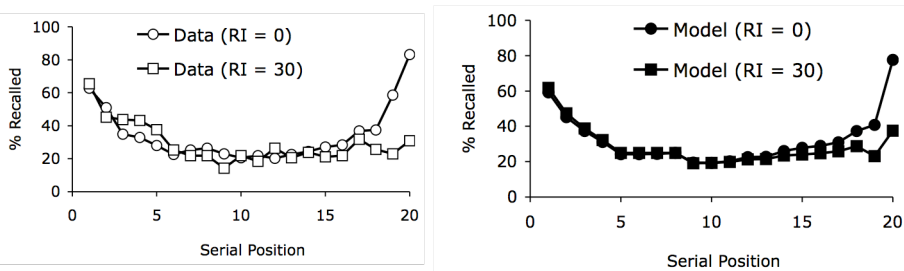 100
80
60
40
20
0
% Recalled
Data (RI = 0)
Data (RI = 30)
0 5 10 15 20
Serial Position
100
80
60
40
20
0
% Recalled
Model (RI = 0)
Model (RI = 30)
0 5 10 15 20
Serial Position